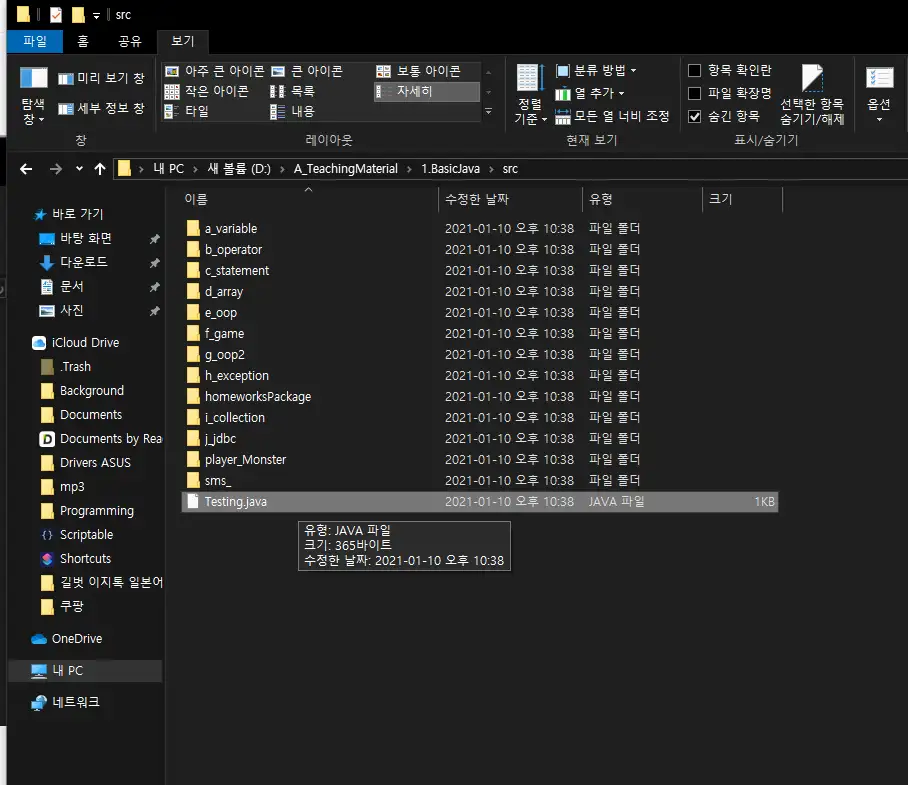 src
파일 홈 공유 보기
탐색 창
미리 보기 창
세부 정보 창
창
아주 큰 아이콘 큰 아이콘 보통 아이콘
작은 아이콘 목록 자세히
타일 내용
레이아웃
정렬 기준
분류 방법
열 추가
모든 열 너비 조정
현재 보기
항목 확인란
파일 확장명
숨긴 항목
선택한 항목 숨기기/해제
표시/숨기기
옵션
내 PC 새 볼륨 (D:) A_TeachingMaterial 1.BasicJava src
이름 수정한 날짜 유형 크기
바로 가기
바탕 화면
다운로드
문서
사진
iCloud Drive
.Trash
Background
Documents
Documents by Rea
Drivers ASUS
mp3
Programming
Scriptable
Shortcuts
길벗 이지톡 일본어
쿠팡
OneDrive
내 PC
네트워크
a_variable 2021-01-10 오후 10:38 파일 폴더
b_operator 2021-01-10 오후 10:38 파일 폴더
c_statement 2021-01-10 오후 10:38 파일 폴더
d_array 2021-01-10 오후 10:38 파일 폴더
e_oop 2021-01-10 오후 10:38 파일 폴더
f_game 2021-01-10 오후 10:38 파일 폴더
g_oop2 2021-01-10 오후 10:38 파일 폴더
h_exception 2021-01-10 오후 10:38 파일 폴더
homeworksPackage 2021-01-10 오후 10:38 파일 폴더
i_collection 2021-01-10 오후 10:38 파일 폴더
j_jdbc 2021-01-10 오후 10:38 파일 폴더
player_Monster 2021-01-10 오후 10:38 파일 폴더
sms_ 2021-01-10 오후 10:38 파일 폴더
Testing.java 2021-01-10 오후 10:38 JAVA 파일 1KB
유형: JAVA 파일
크기: 365바이트
수정한 날짜: 2021-01-10 오후 10:38